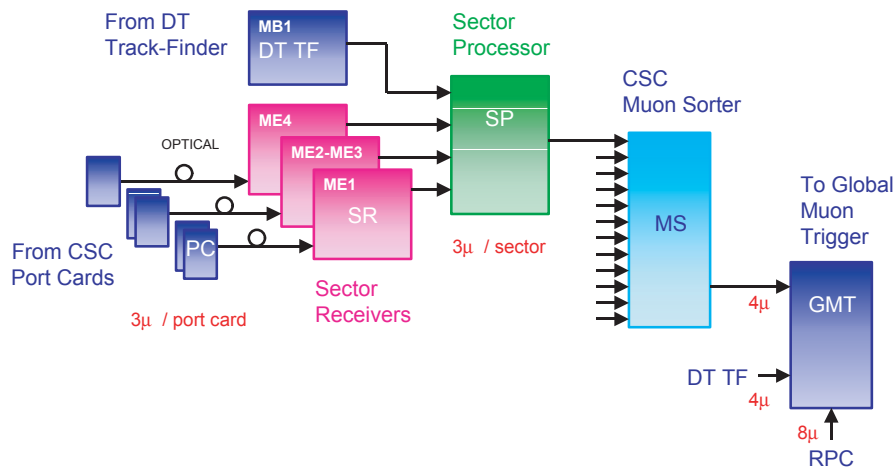 From DT
Track-Finder
MB1
DT TF
Sector
Processor
SP
CSC
Muon Sorter
OPTICAL
ME4
ME2-ME3
ME1
SR
MS
PC
From CSC
Port Cards
3μ / port card
Sector
Receivers
3μ / sector
To Global
Muon
Trigger
GMT
4μ
DT TF
4μ
8μ
RPC